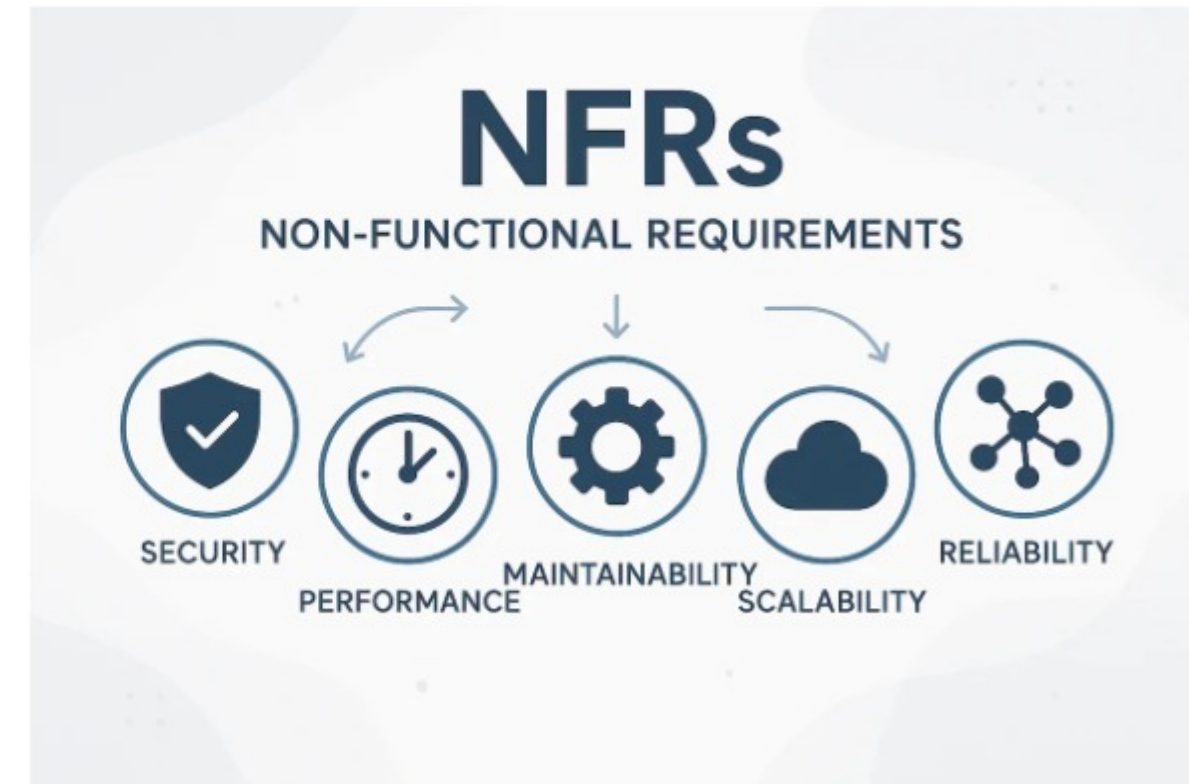 NFRs
NON-FUNCTIONAL REQUIREMENTS
SECURITY
PERFORMANCE
MAINTAINABILITY
SCALABILITY
RELIABILITY